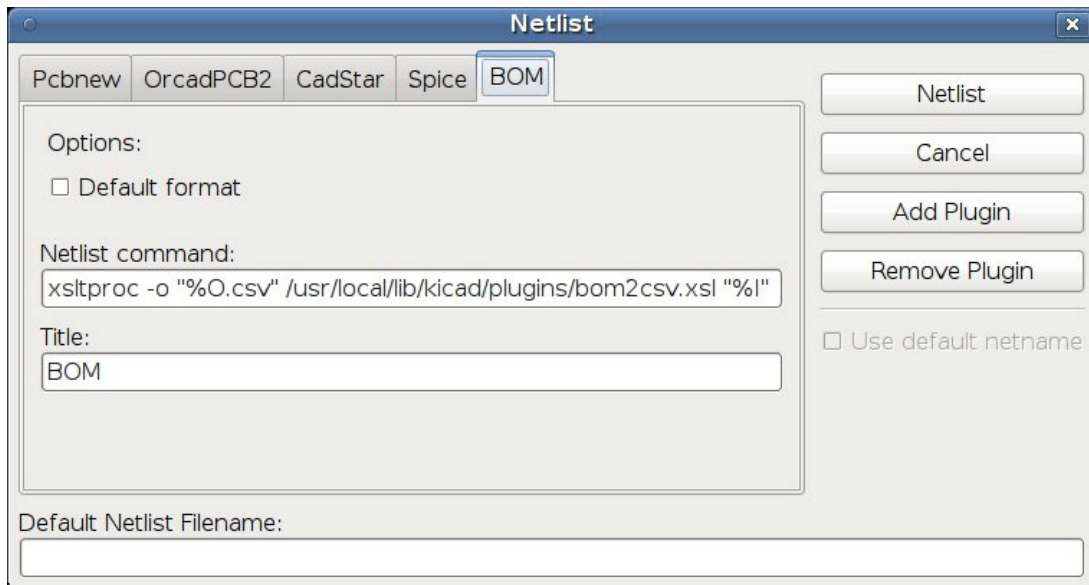 Netlist
Pcbnew OrcadPCB2 CadStar Spice BOM
Netlist
Options:
Cancel
Default format
Add Plugin
Netlist command:
Remove Plugin
xsltproc -o "%O.csv" /usr/local/lib/kicad/plugins/bom2csv.xsl "%I"
Title:
Use default netname
BOM
Default Netlist Filename: